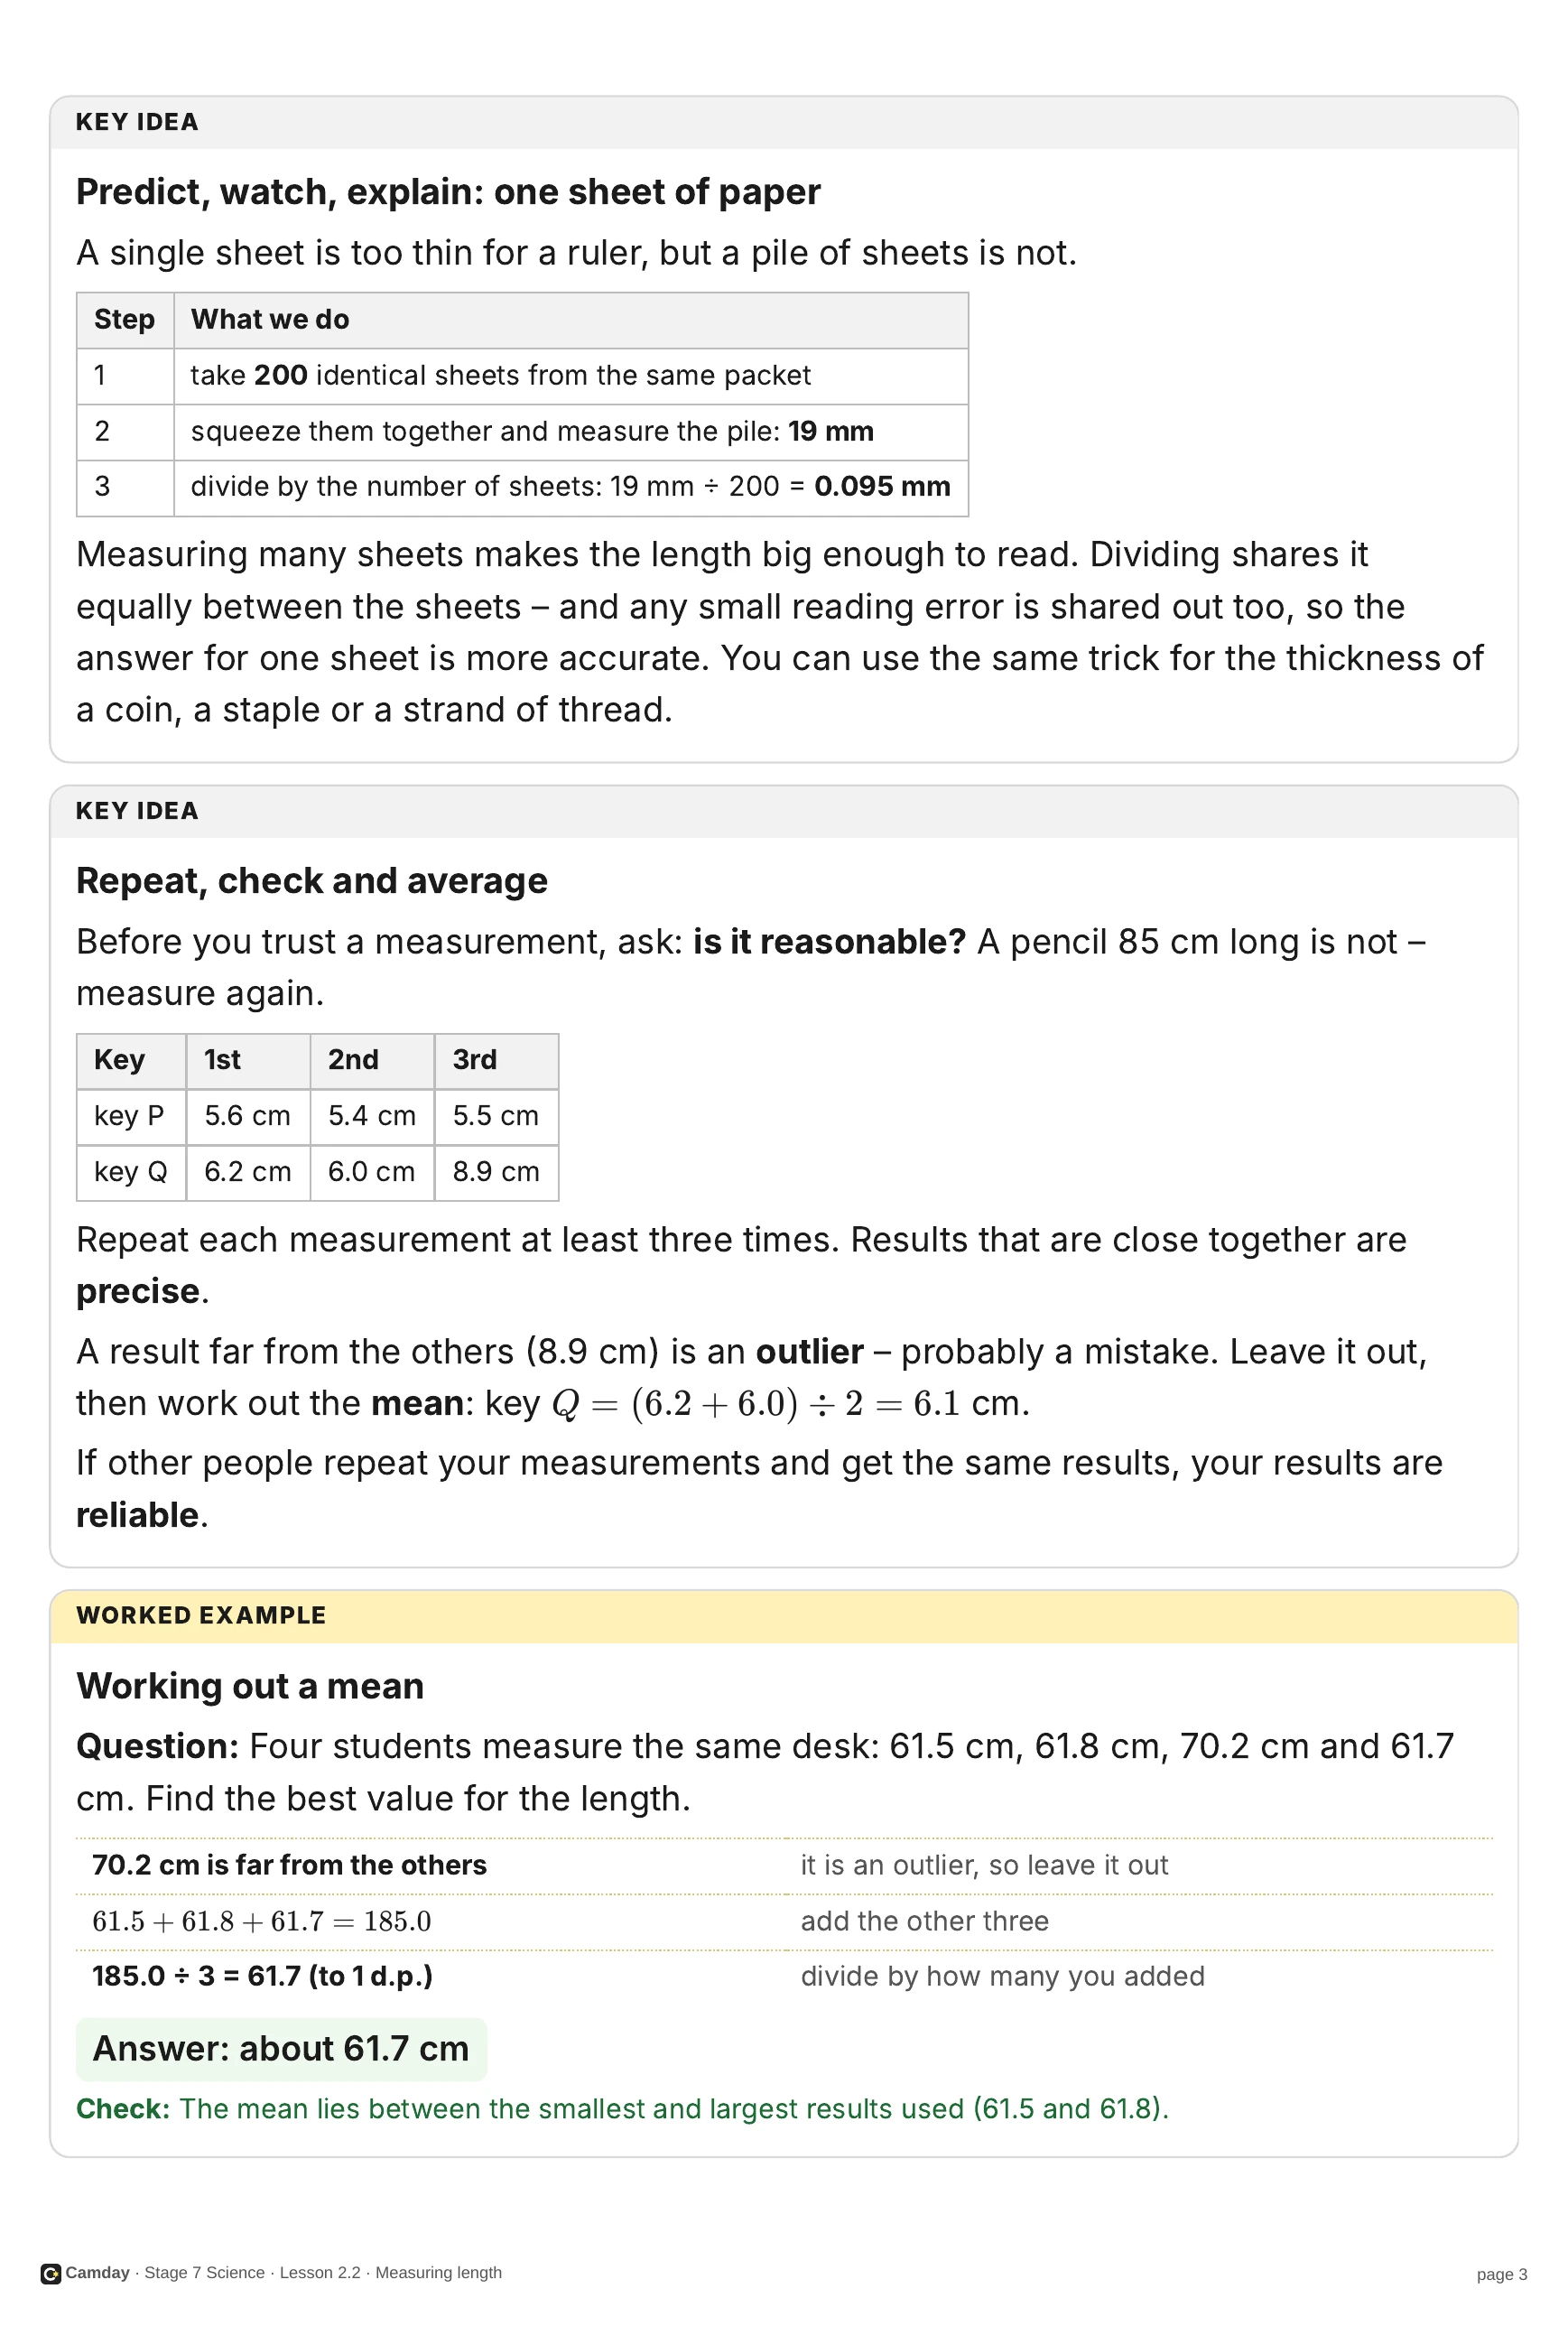 KEY IDEA
Predict, watch, explain: one sheet of paper
A single sheet is too thin for a ruler, but a pile of sheets is not.
Step What we do
1 take 200 identical sheets from the same packet
2 squeeze them together and measure the pile: 19 mm
3 divide by the number of sheets: 19 mm ÷ 200 = 0.095 mm
Measuring many sheets makes the length big enough to read. Dividing shares it
equally between the sheets – and any small reading error is shared out too, so the
answer for one sheet is more accurate. You can use the same trick for the thickness of
a coin, a staple or a strand of thread.
KEY IDEA
Repeat, check and average
Before you trust a measurement, ask: is it reasonable? A pencil 85 cm long is not –
measure again.
Key 1st 2nd 3rd
key P 5.6 cm 5.4 cm 5.5 cm
key Q 6.2 cm 6.0 cm 8.9 cm
Repeat each measurement at least three times. Results that are close together are
precise.
A result far from the others (8.9 cm) is an outlier – probably a mistake. Leave it out,
then work out the mean: key Q = (6.2 + 6.0) ÷ 2 = 6.1 cm.
If other people repeat your measurements and get the same results, your results are
reliable.
WORKED EXAMPLE
Working out a mean
Question: Four students measure the same desk: 61.5 cm, 61.8 cm, 70.2 cm and 61.7
cm. Find the best value for the length.
70.2 cm is far from the others it is an outlier, so leave it out
61.5 + 61.8 + 61.7 = 185.0 add the other three
185.0 ÷ 3 = 61.7 (to 1 d.p.) divide by how many you added
Answer: about 61.7 cm
Check: The mean lies between the smallest and largest results used (61.5 and 61.8).
Camday · Stage 7 Science · Lesson 2.2 · Measuring length page 3